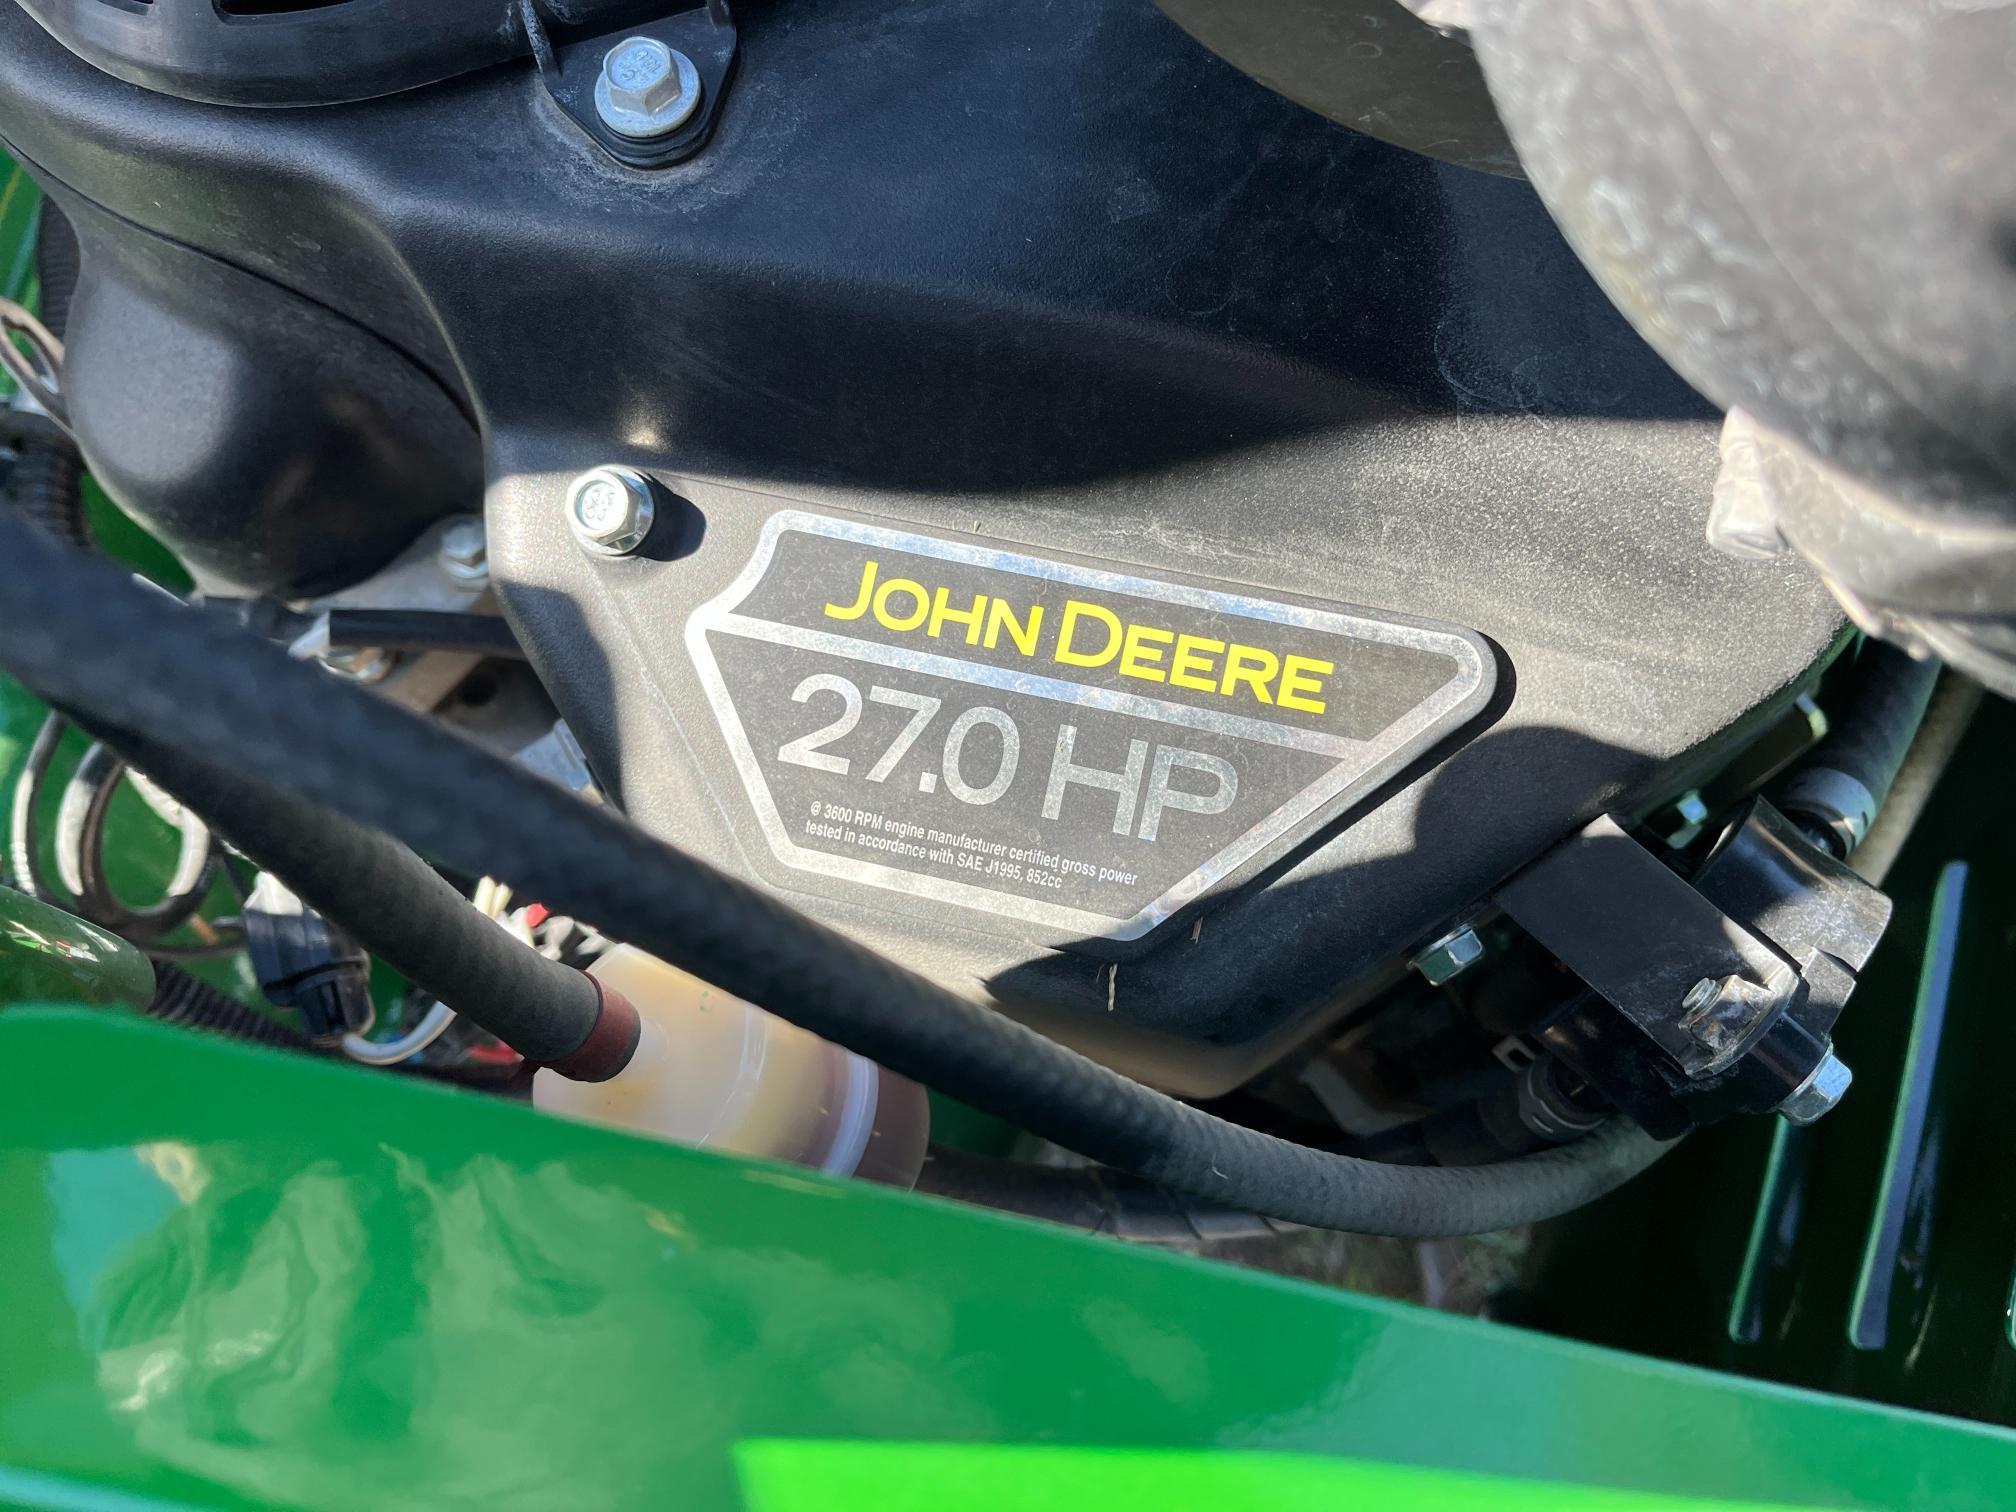 JOHN DEERE
27.0 HP
@ 3600 RPM engine manufacturer certified gross power
tested in accordance with SAE J1995, 852cc